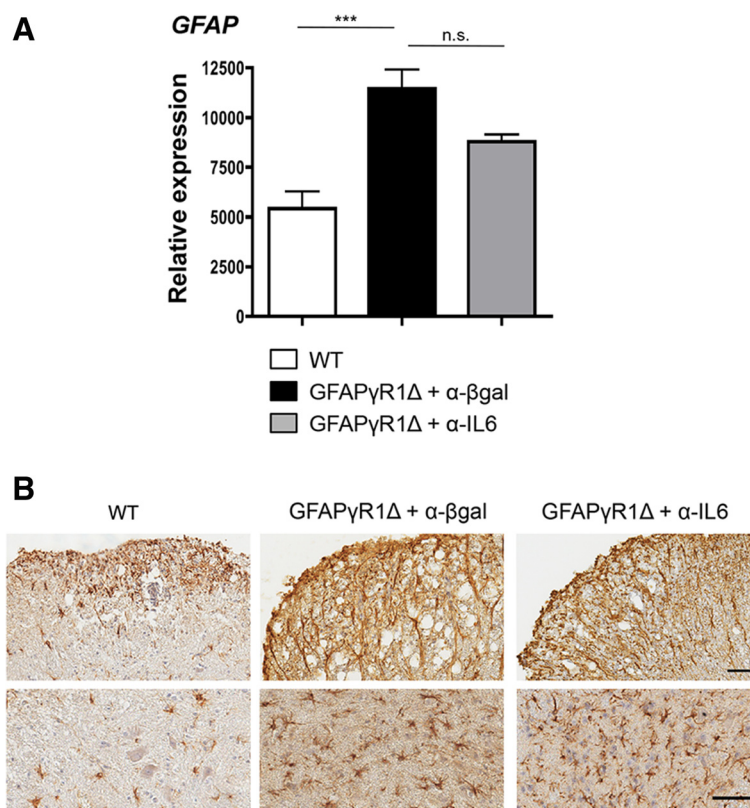 A
GFAP
***
n.s.
Relative expression
12500
10000
7500
5000
2500
0
WT
GFAPγR1Δ + α-βgal
GFAPγR1Δ + α-IL6
B
WT
GFAPγR1Δ + α-βgal
GFAPγR1Δ + α-IL6